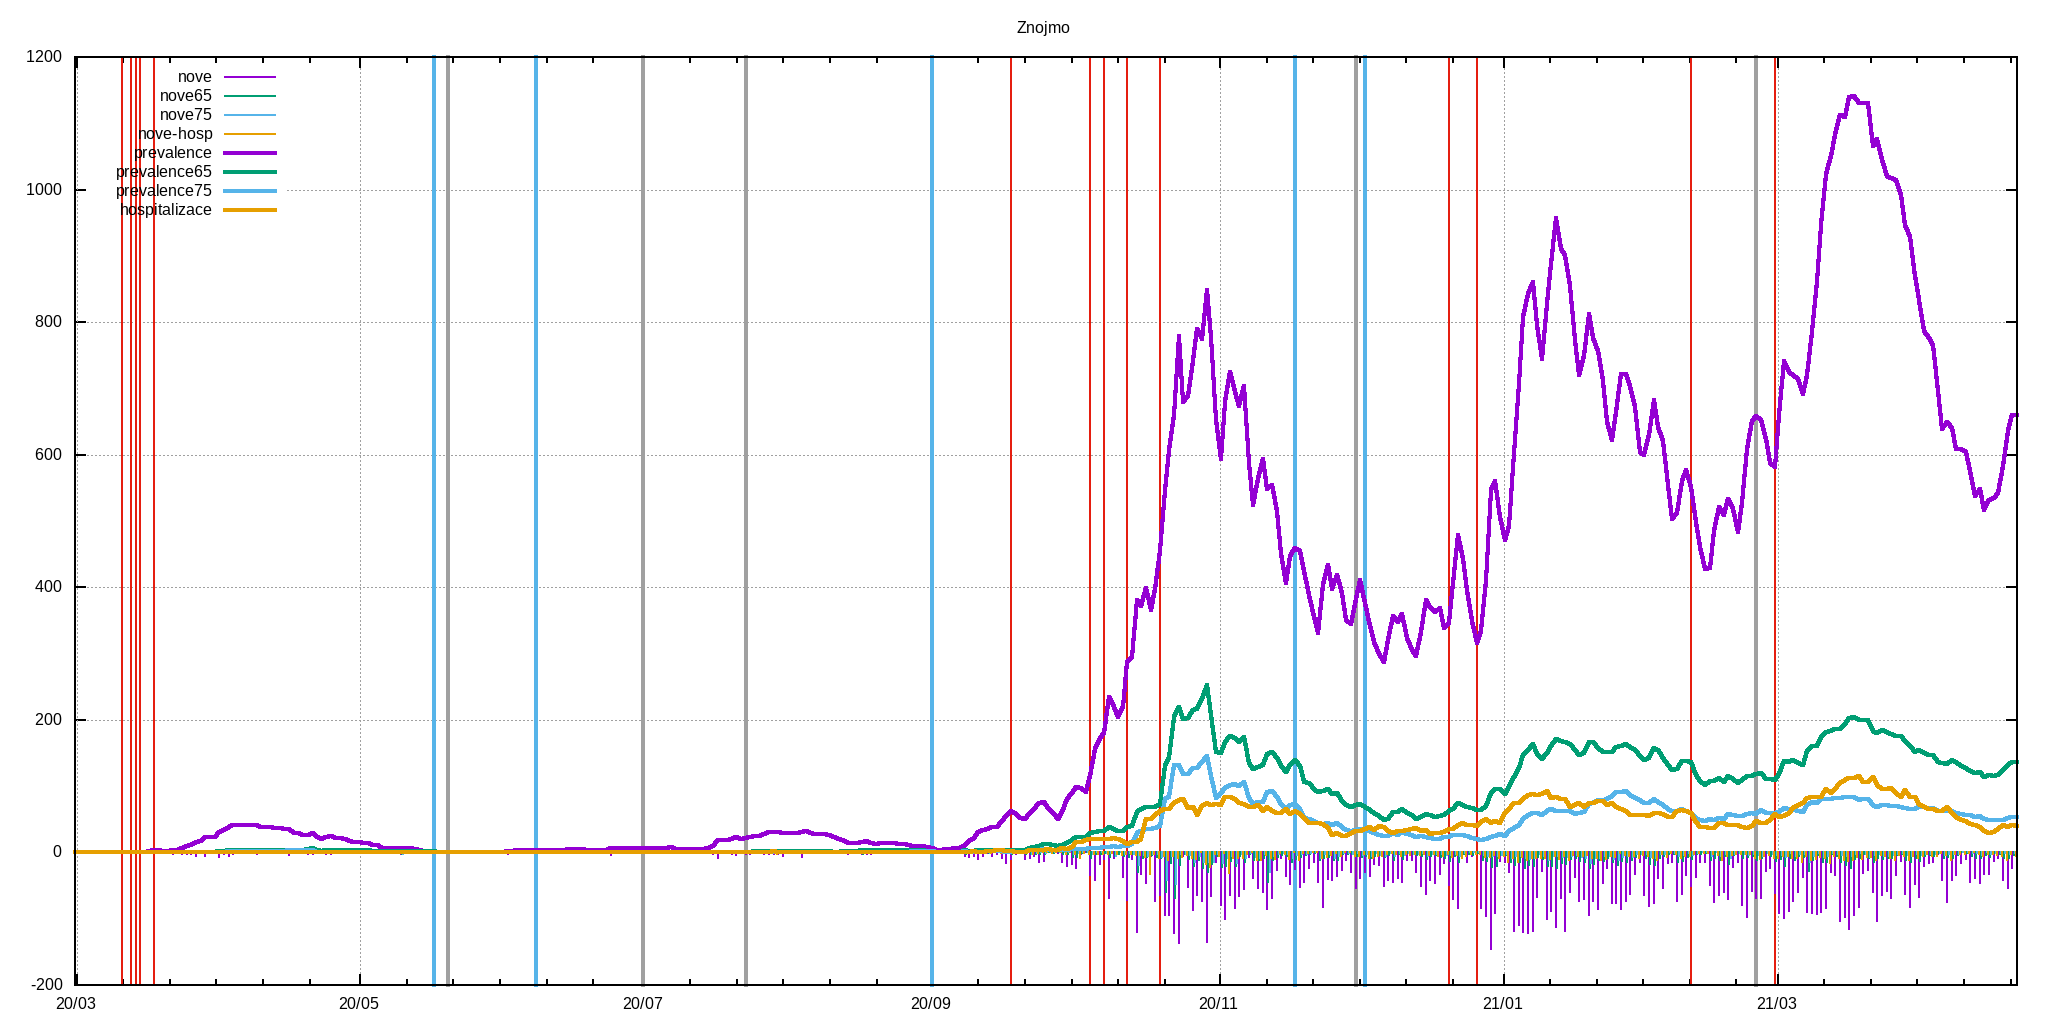 Znojmo
1200
1000
800
600
400
200
0
-200
nove
nove65
nove75
nove-hosp
prevalence
prevalence65
prevalence75
hospitalizace
20/03 20/05 20/07 20/09 20/11 21/01 21/03